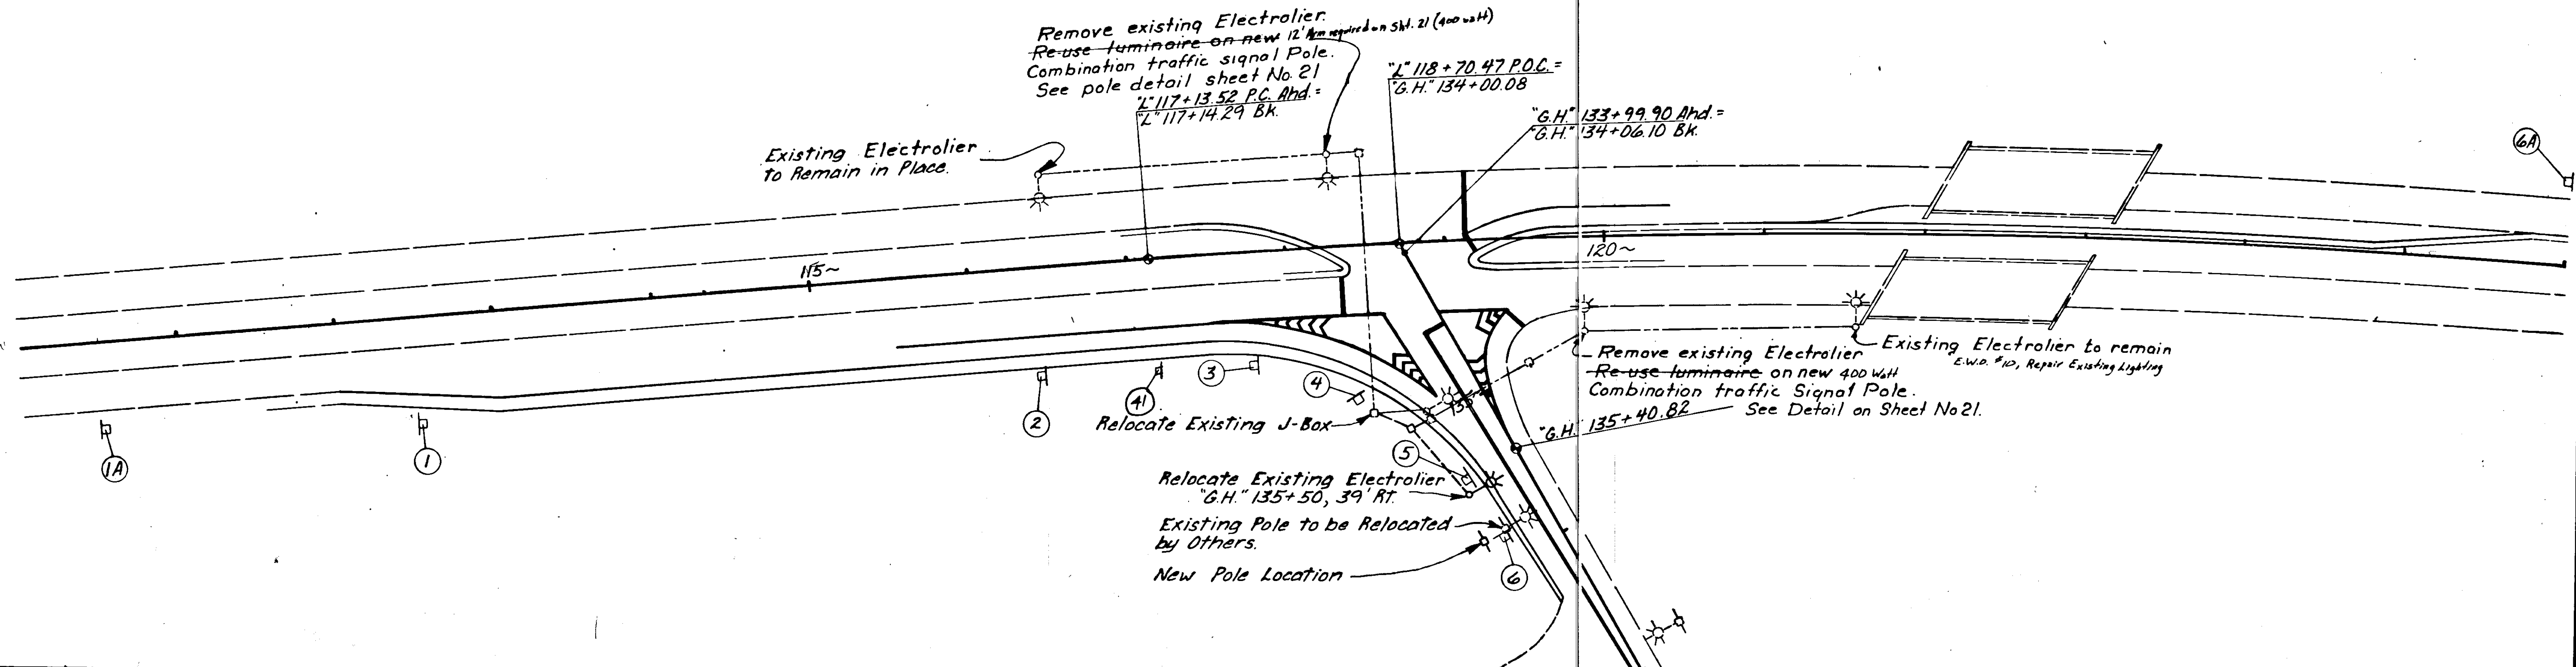 Remove existing Electrolier.
Re-use luminaire on new 12' Arm required on Sht. 21 (400 watt)
Combination traffic signal Pole.
See pole detail sheet No. 21
"L" 117+13.52 P.C. Ahd. =
"L" 117+14.29 Bk.
"L" 118+70.47 P.O.C. =
"G.H." 134+00.08
"G.H." 133+99.90 Ahd. =
"G.H." 134+06.10 Bk.
Existing Electrolier
to Remain in Place.
6A
115~
120~
Remove existing Electrolier
Re-use luminaire on new 400 Watt
Combination traffic Signal Pole.
See Detail on Sheet No 21.
Existing Electrolier to remain
E.W.O. #10, Repair Existing Lighting
"G.H." 135+40.82
135
1A
1
2
41
3
4
Relocate Existing J-Box
5
Relocate Existing Electrolier
"G.H." 135+50, 39' RT.
Existing Pole to be Relocated
by Others.
New Pole Location
6